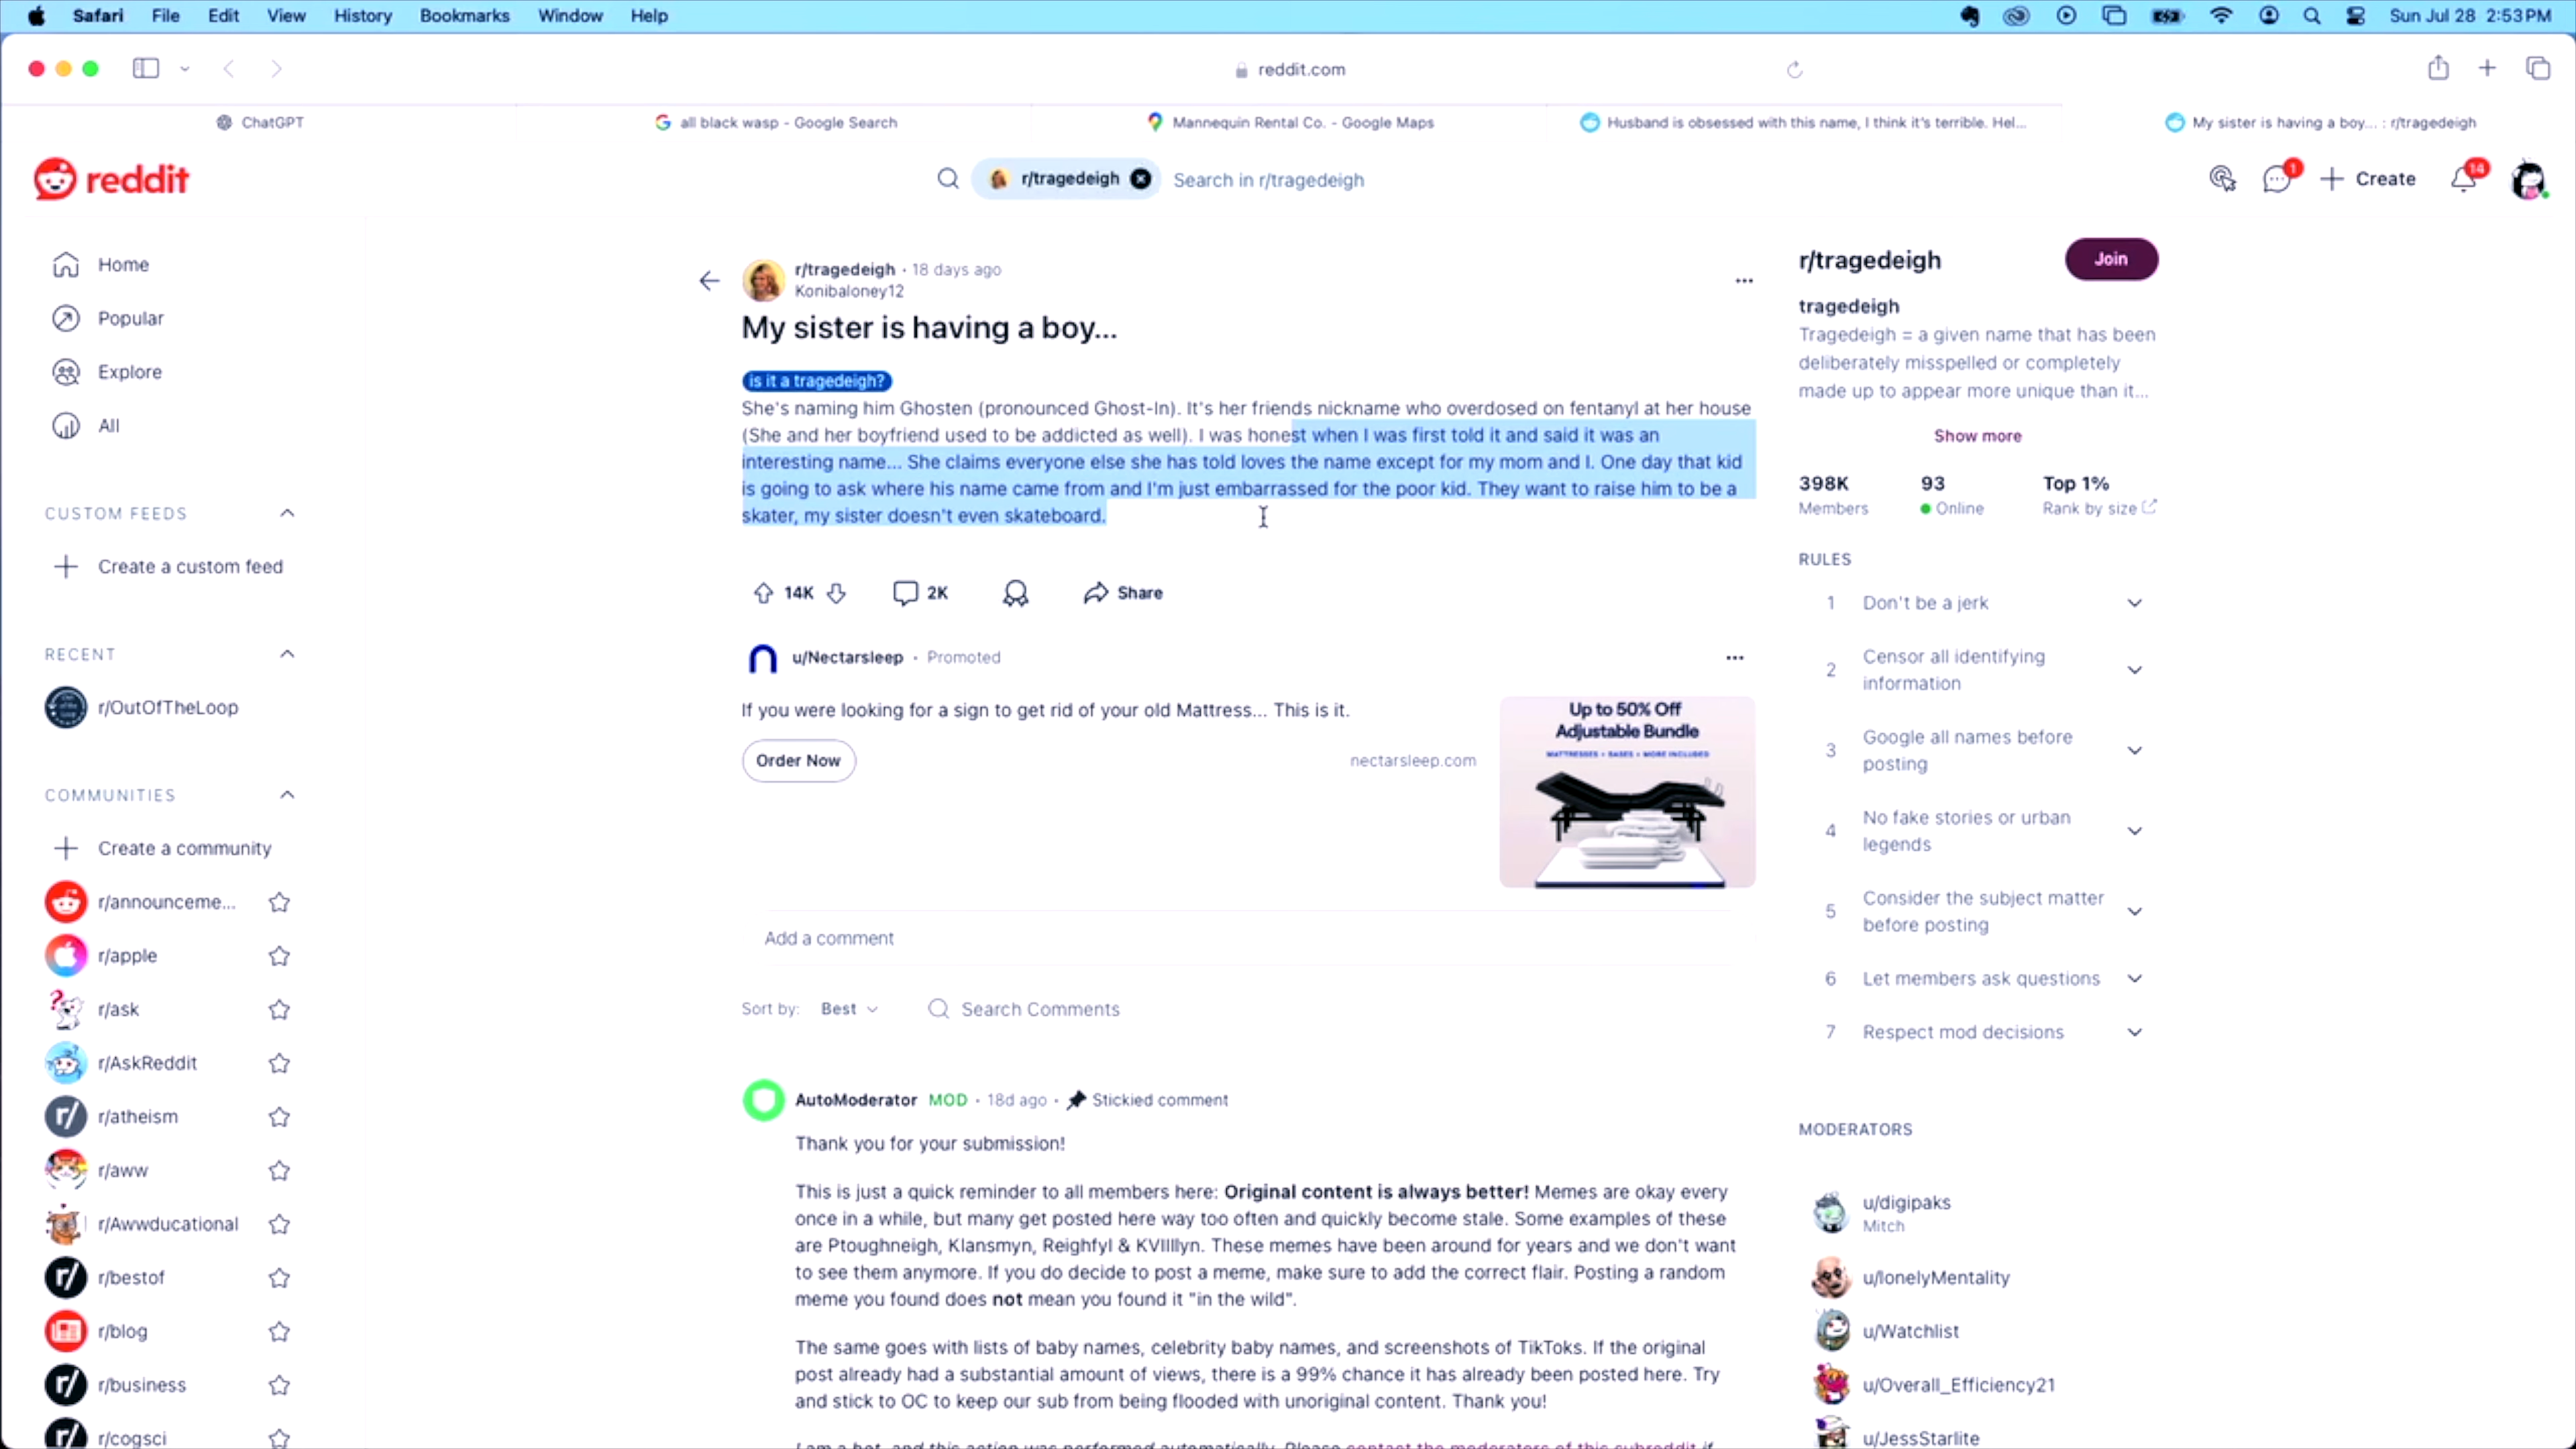 Safari File Edit View History Bookmarks Window Help Sun Jul 28 2:53 PM
reddit.com
ChatGPT
all black wasp - Google Search
Mannequin Rental Co. - Google Maps
Husband is obsessed with this name, I think it's terrible. Hel...
My sister is having a boy... : r/tragedeigh
reddit
r/tragedeigh
Search in r/tragedeigh
1
Create
14
Home
Popular
Explore
All
CUSTOM FEEDS
Create a custom feed
RECENT
r/OutOfTheLoop
COMMUNITIES
Create a community
r/announceme...
r/apple
r/ask
r/AskReddit
r/atheism
r/aww
r/Awwducational
r/bestof
r/blog
r/business
r/cogsci
r/tragedeigh • 18 days ago
Konibaloney12
My sister is having a boy...
is it a tragedeigh?
She's naming him Ghosten (pronounced Ghost-In). It's her friends nickname who overdosed on fentanyl at her house
(She and her boyfriend used to be addicted as well). I was honest when I was first told it and said it was an
interesting name... She claims everyone else she has told loves the name except for my mom and I. One day that kid
is going to ask where his name came from and I'm just embarrassed for the poor kid. They want to raise him to be a
skater, my sister doesn't even skateboard.
14K
2K
Share
u/Nectarsleep • Promoted
If you were looking for a sign to get rid of your old Mattress... This is it.
Order Now
nectarsleep.com
Up to 50% Off
Adjustable Bundle
MATTRESSES + BASES + MORE INCLUDED
Add a comment
Sort by: Best
Search Comments
AutoModerator MOD • 18d ago • Stickied comment
Thank you for your submission!
This is just a quick reminder to all members here: Original content is always better! Memes are okay every
once in a while, but many get posted here way too often and quickly become stale. Some examples of these
are Ptoughneigh, Klansmyn, Reighfyl & KVIIIlyn. These memes have been around for years and we don't want
to see them anymore. If you do decide to post a meme, make sure to add the correct flair. Posting a random
meme you found does not mean you found it "in the wild".
The same goes with lists of baby names, celebrity baby names, and screenshots of TikToks. If the original
post already had a substantial amount of views, there is a 99% chance it has already been posted here. Try
and stick to OC to keep our sub from being flooded with unoriginal content. Thank you!
I am a bot, and this action was performed automatically. Please contact the moderators of this subreddit if
r/tragedeigh
Join
tragedeigh
Tragedeigh = a given name that has been
deliberately misspelled or completely
made up to appear more unique than it...
Show more
398K 93 Top 1%
Members Online Rank by size
RULES
1 Don't be a jerk
2 Censor all identifying
information
3 Google all names before
posting
4 No fake stories or urban
legends
5 Consider the subject matter
before posting
6 Let members ask questions
7 Respect mod decisions
MODERATORS
u/digipaks
Mitch
u/lonelyMentality
u/Watchlist
u/Overall_Efficiency21
u/JessStarlite